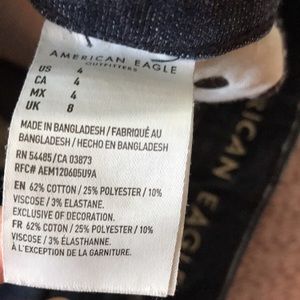 AMERICAN EAGLE
OUTFITTERS
US 4
CA 4
MX 4
UK 8
MADE IN BANGLADESH / FABRIQUÉ AU
BANGLADESH / HECHO EN BANGLADESH
RN 54485/CA 03873
RFC# AEM120605U9A
EN: 62% COTTON / 25% POLYESTER / 10%
VISCOSE / 3% ELASTANE.
EXCLUSIVE OF DECORATION.
FR: 62% COTON / 25% POLYESTER / 10%
VISCOSE / 3% ÉLASTHANNE.
À L'EXCEPTION DE LA GARNITURE.
RICAN EAGLE